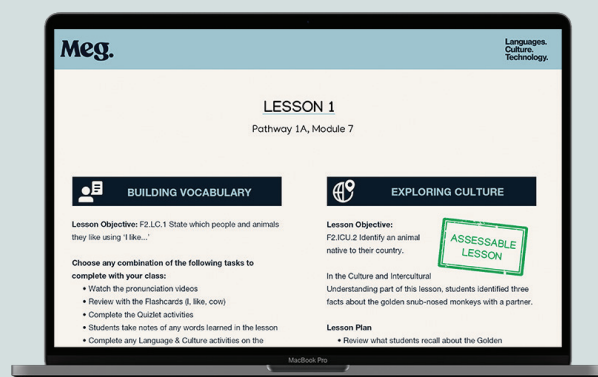 Meg.
Languages.
Culture.
Technology.
LESSON 1
Pathway 1A, Module 7
BUILDING VOCABULARY
Lesson Objective: F2.LC.1 State which people and animals
they like using 'I like...'
Choose any combination of the following tasks to
complete with your class:
• Watch the pronunciation videos
• Review with the Flashcards (I, like, cow)
• Complete the Quizlet activities
• Students take notes of any words learned in the lesson
• Complete any Language & Culture activities on the
EXPLORING CULTURE
Lesson Objective:
F2.ICU.2 Identify an animal
native to their country.
ASSESSABLE
LESSON
In the Culture and Intercultural
Understanding part of this lesson, students identified three
facts about the golden snub-nosed monkeys with a partner.
Lesson Plan
• Review what students recall about the Golden
MacBook Pro